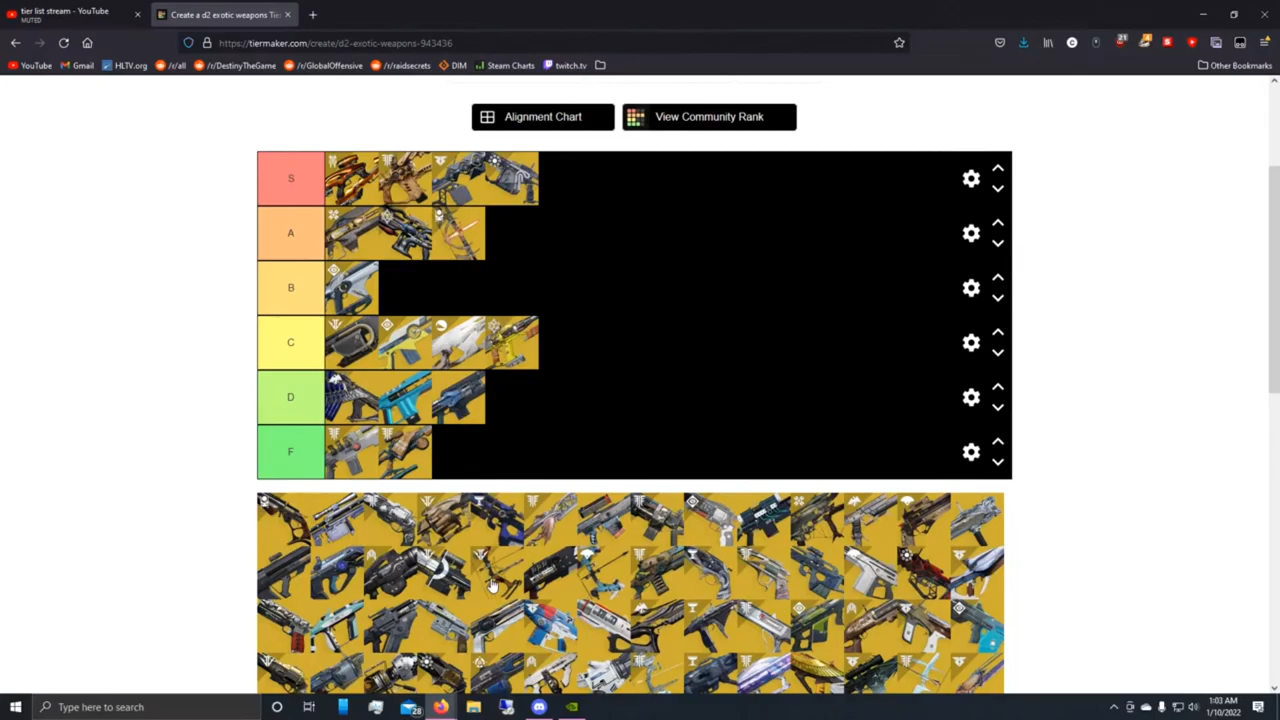 tier list stream - YouTube
MUTED
Create a d2 exotic weapons Tie
https://tiermaker.com/create/d2-exotic-weapons-943436
21
YouTube Gmail HLTV.org /r/all /r/DestinyTheGame /r/GlobalOffensive /r/raidsecrets DIM Steam Charts twitch.tv Other Bookmarks
Alignment Chart View Community Rank
S
A
B
C
D
F
Type here to search
28
1:03 AM
1/10/2022